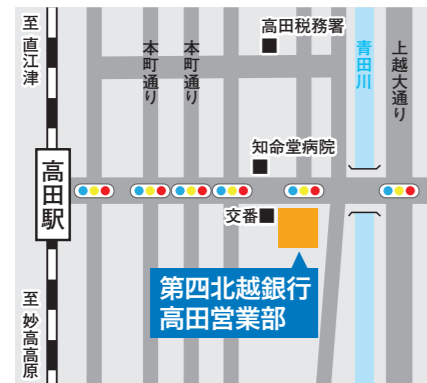 至 直江津
本町通り
本町通り
高田税務署
青田川
上越大通り
知命堂病院
高田駅
交番
第四北越銀行
高田営業部
至 妙高高原